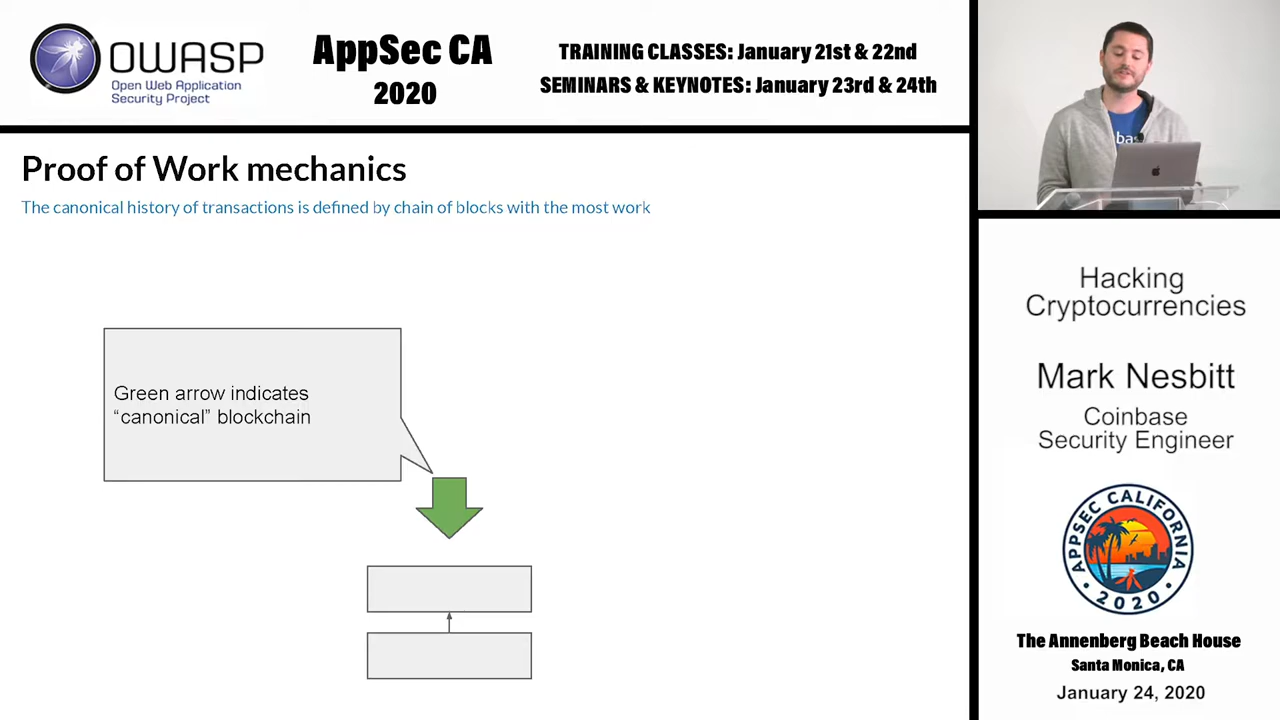 OWASP
Open Web Application
Security Project
AppSec CA
2020
TRAINING CLASSES: January 21st & 22nd
SEMINARS & KEYNOTES: January 23rd & 24th
Proof of Work mechanics
The canonical history of transactions is defined by chain of blocks with the most work
Green arrow indicates
“canonical” blockchain
Hacking
Cryptocurrencies
Mark Nesbitt
Coinbase
Security Engineer
APPSEC CALIFORNIA
2020
The Annenberg Beach House
Santa Monica, CA
January 24, 2020